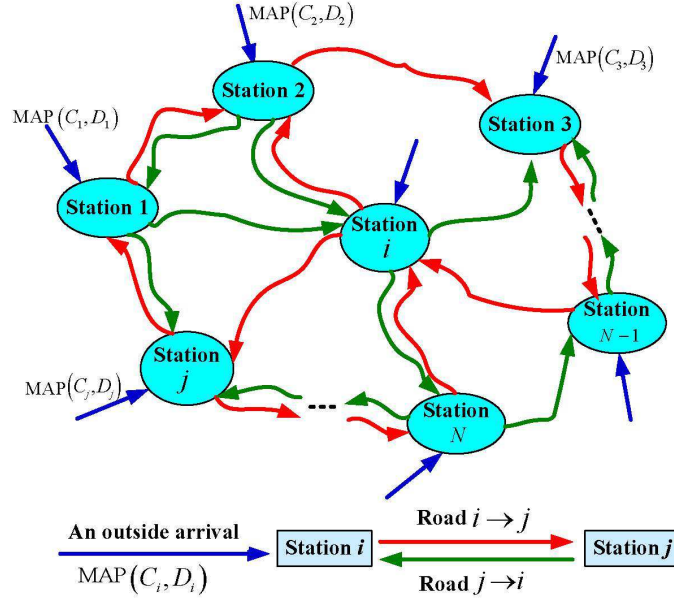 MAP(C₂,D₂)
Station 2
MAP(C₃,D₃)
Station 3
MAP(C₁,D₁)
Station 1
Station
i
Station
N−1
Station
j
MAP(Cⱼ,Dⱼ)
Station
N
An outside arrival
MAP(Cᵢ,Dᵢ)
Station i
Road i→j
Road j→i
Station j